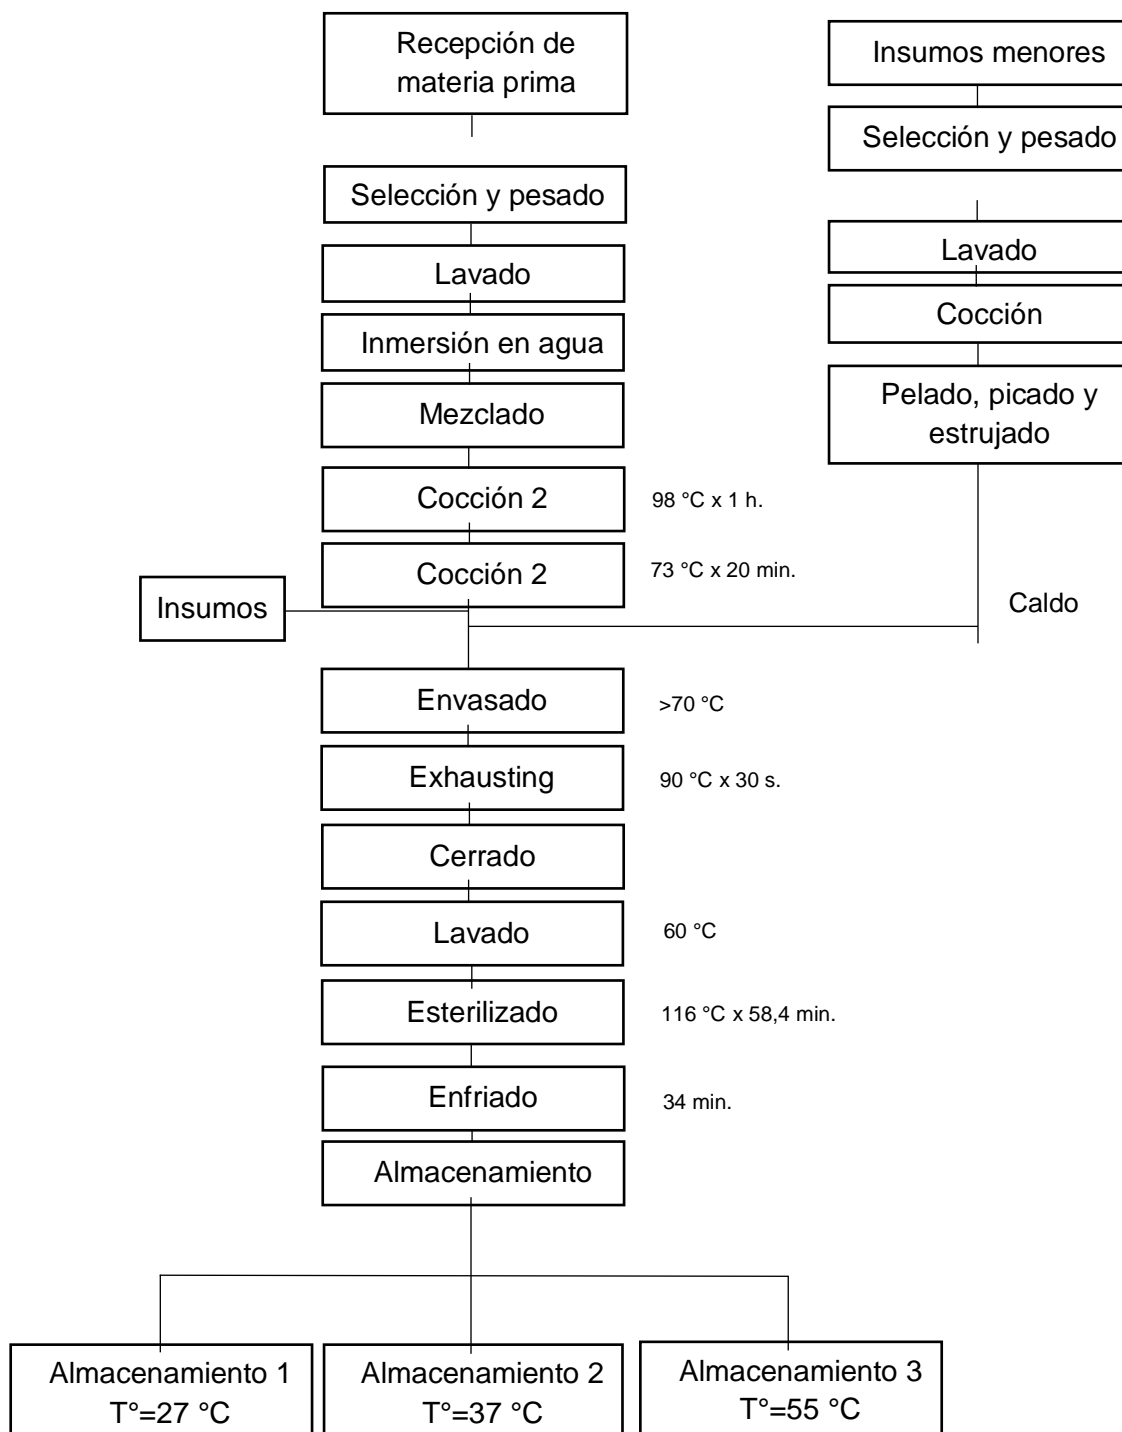 Recepción de
materia prima
Insumos menores
Selección y pesado
Selección y pesado
Lavado
Lavado
Inmersión en agua
Cocción
Mezclado
Pelado, picado y
estrujado
Cocción 2
98 °C x 1 h.
Cocción 2
73 °C x 20 min.
Insumos
Caldo
Envasado
>70 °C
Exhausting
90 °C x 30 s.
Cerrado
Lavado
60 °C
Esterilizado
116 °C x 58,4 min.
Enfriado
34 min.
Almacenamiento
Almacenamiento 1
T°=27 °C
Almacenamiento 2
T°=37 °C
Almacenamiento 3
T°=55 °C